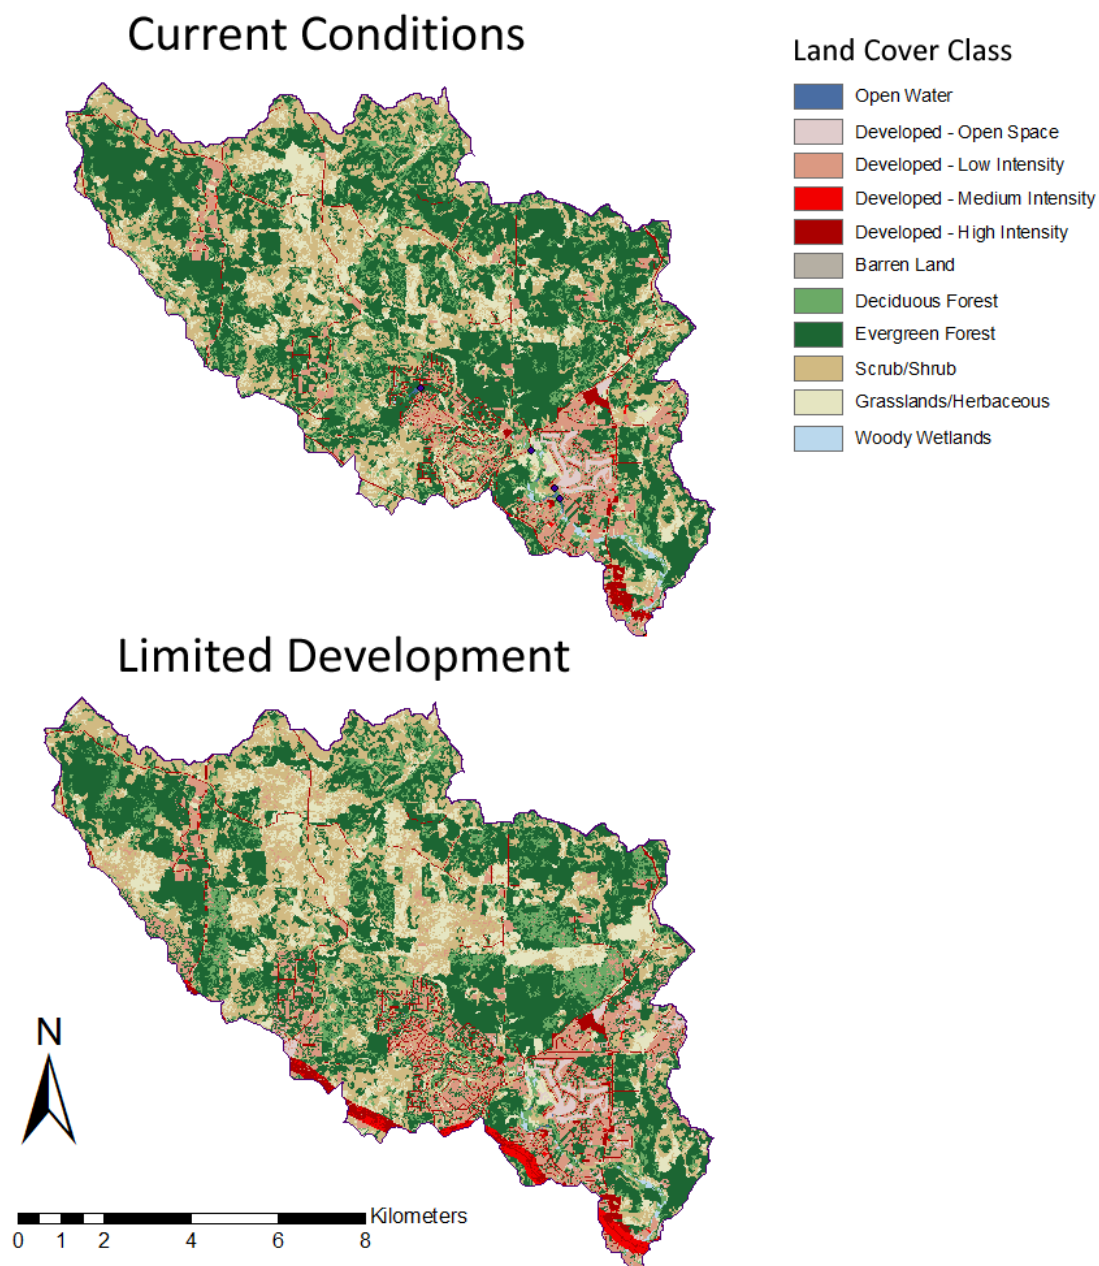 Current Conditions
Land Cover Class
Open Water
Developed - Open Space
Developed - Low Intensity
Developed - Medium Intensity
Developed - High Intensity
Barren Land
Deciduous Forest
Evergreen Forest
Scrub/Shrub
Grasslands/Herbaceous
Woody Wetlands
Limited Development
N
Kilometers
0 1 2 4 6 8